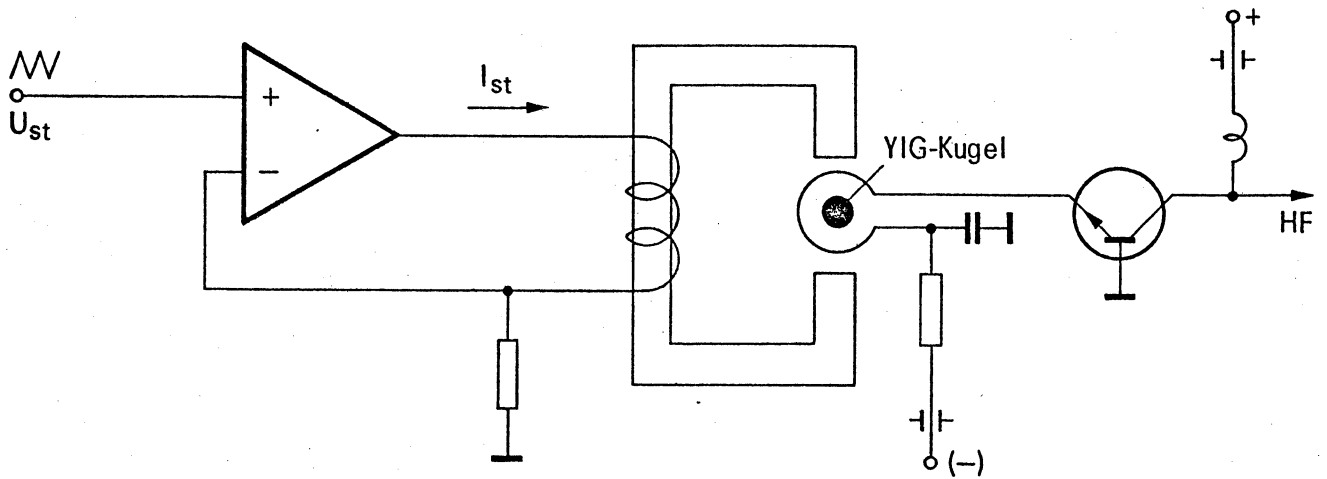 U_st
+
−
I_st
YIG-Kugel
+
HF
(−)